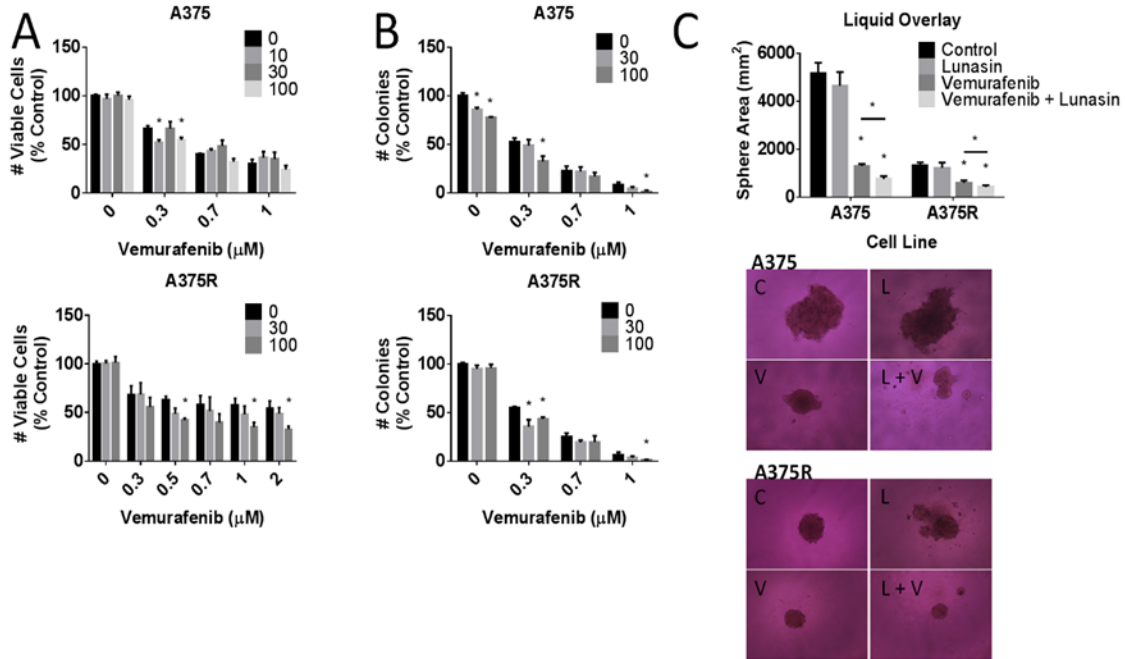 A
A375
# Viable Cells
(% Control)
150
100
50
0
0
10
30
100
* *
0 0.3 0.7 1
Vemurafenib (μM)
A375R
# Viable Cells
(% Control)
150
100
50
0
0
30
100
* * *
0 0.3 0.5 0.7 1 2
Vemurafenib (μM)
B
A375
# Colonies
(% Control)
150
100
50
0
0
30
100
* * * *
0 0.3 0.7 1
Vemurafenib (μM)
A375R
# Colonies
(% Control)
150
100
50
0
0
30
100
* * *
0 0.3 0.7 1
Vemurafenib (μM)
C
Liquid Overlay
Sphere Area (mm²)
6000
4000
2000
0
Control
Lunasin
Vemurafenib
Vemurafenib + Lunasin
* *
* * * *
A375 A375R
Cell Line
A375
C L
V L + V
A375R
C L
V L + V